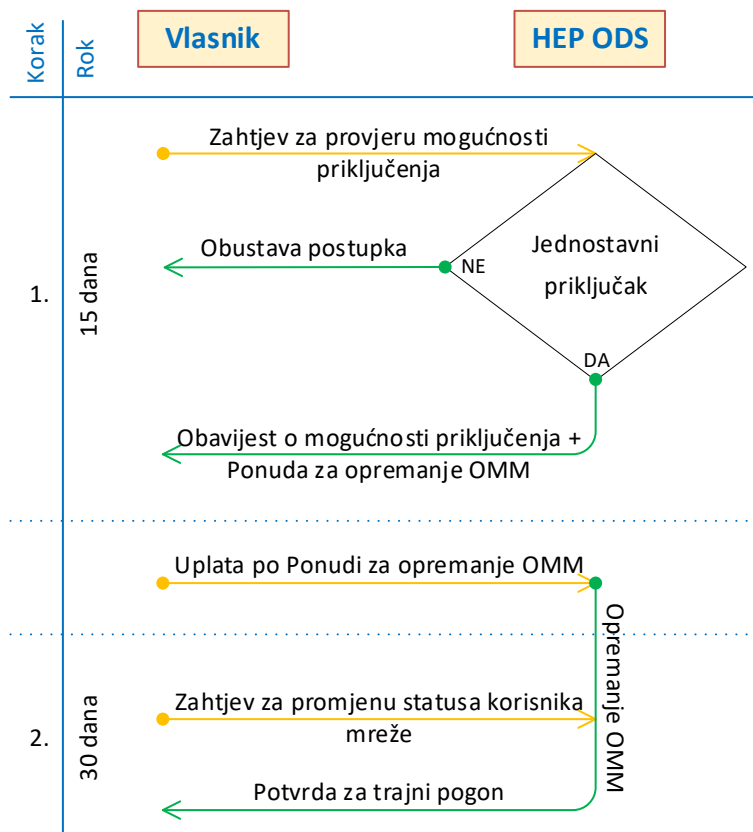 Korak
Rok
Vlasnik
HEP ODS
Zahtjev za provjeru mogućnosti
priključenja
Jednostavni
priključak
Obustava postupka
NE
1.
15 dana
DA
Obavijest o mogućnosti priključenja +
Ponuda za opremanje OMM
Uplata po Ponudi za opremanje OMM
Opremanje OMM
2.
30 dana
Zahtjev za promjenu statusa korisnika
mreže
Potvrda za trajni pogon